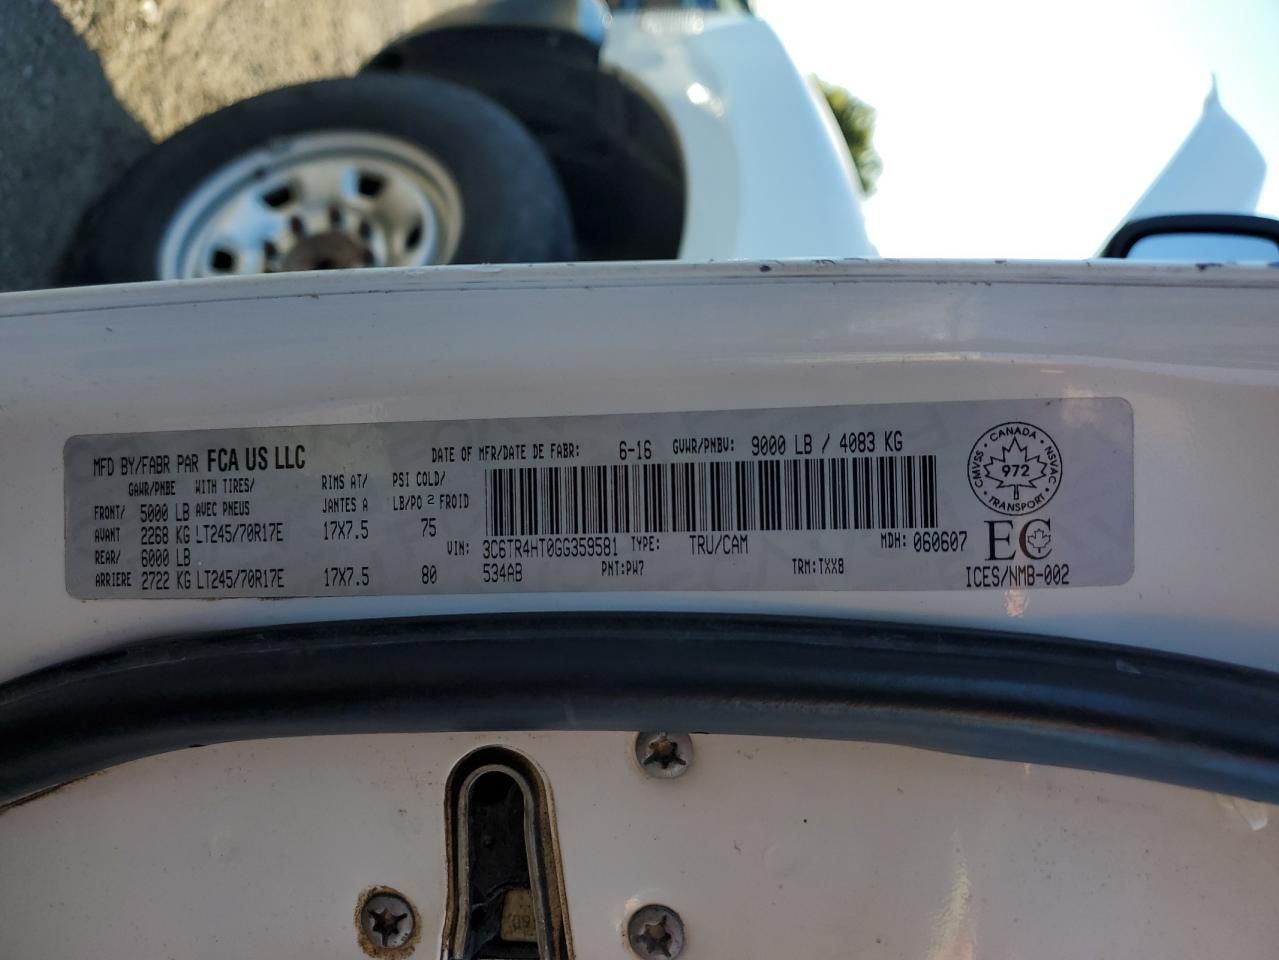 MFD BY/FABR PAR FCA US LLC DATE OF MFR/DATE DE FABR: 6-16 GVWR/PNBV: 9000 LB / 4083 KG
GAWR/PNBE WITH TIRES/ RIMS AT/ PSI COLD/
FRONT/ 5000 LB AVEC PNEUS JANTES A LB/PO² FROID
AVANT 2268 KG LT245/70R17E 17X7.5 75
REAR/ 6000 LB
ARRIERE 2722 KG LT245/70R17E 17X7.5 80
VIN: 3C6TR4HT0GG359581 TYPE: TRU/CAM MDH: 060607
534AB PNT:PW7 TRM:TXX8
CANADA
CMVSS 972 NSVAC
TRANSPORT
EC
ICES/NMB-002